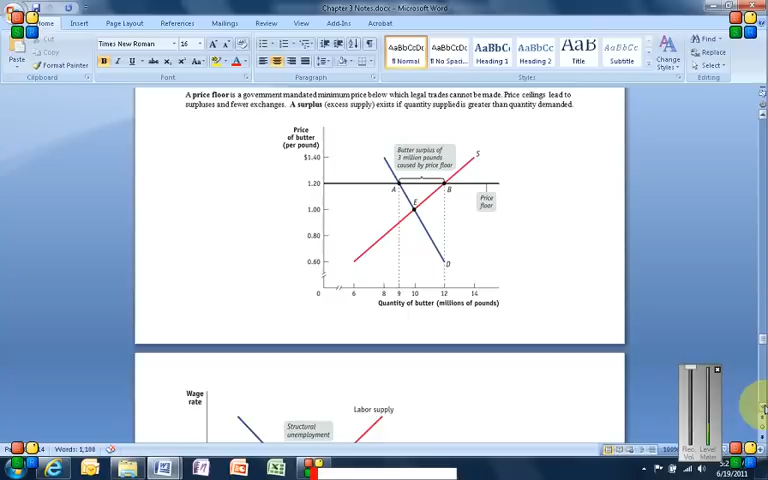 Chapter 3 Notes.docx - Microsoft Word
Home Insert Page Layout References Mailings Review View Add-Ins Acrobat
Paste
Cut
Copy
Format Painter
Clipboard
Times New Roman 16
B I U
Font
Paragraph
AaBbCcDc AaBbCcDc AaBbC AaBbCc AaB AaBbCc
¶ Normal ¶ No Spac... Heading 1 Heading 2 Title Subtitle
Change
Styles
Styles
Find
Replace
Select
Editing
A price floor is a government mandated minimum price below which legal trades cannot be made. Price ceilings lead to
surpluses and fewer exchanges. A surplus (excess supply) exists if quantity supplied is greater than quantity demanded.
Price
of butter
(per pound)
$1.40
1.20
1.00
0.80
0.60
0
Butter surplus of
3 million pounds
caused by price floor
S
A
B
E
D
Price
floor
6 8 9 10 12 14
Quantity of butter (millions of pounds)
Wage
rate
Labor supply
Structural
unemployment
Rec
Vol
Level
Meter
Words: 1,108
6/19/2011